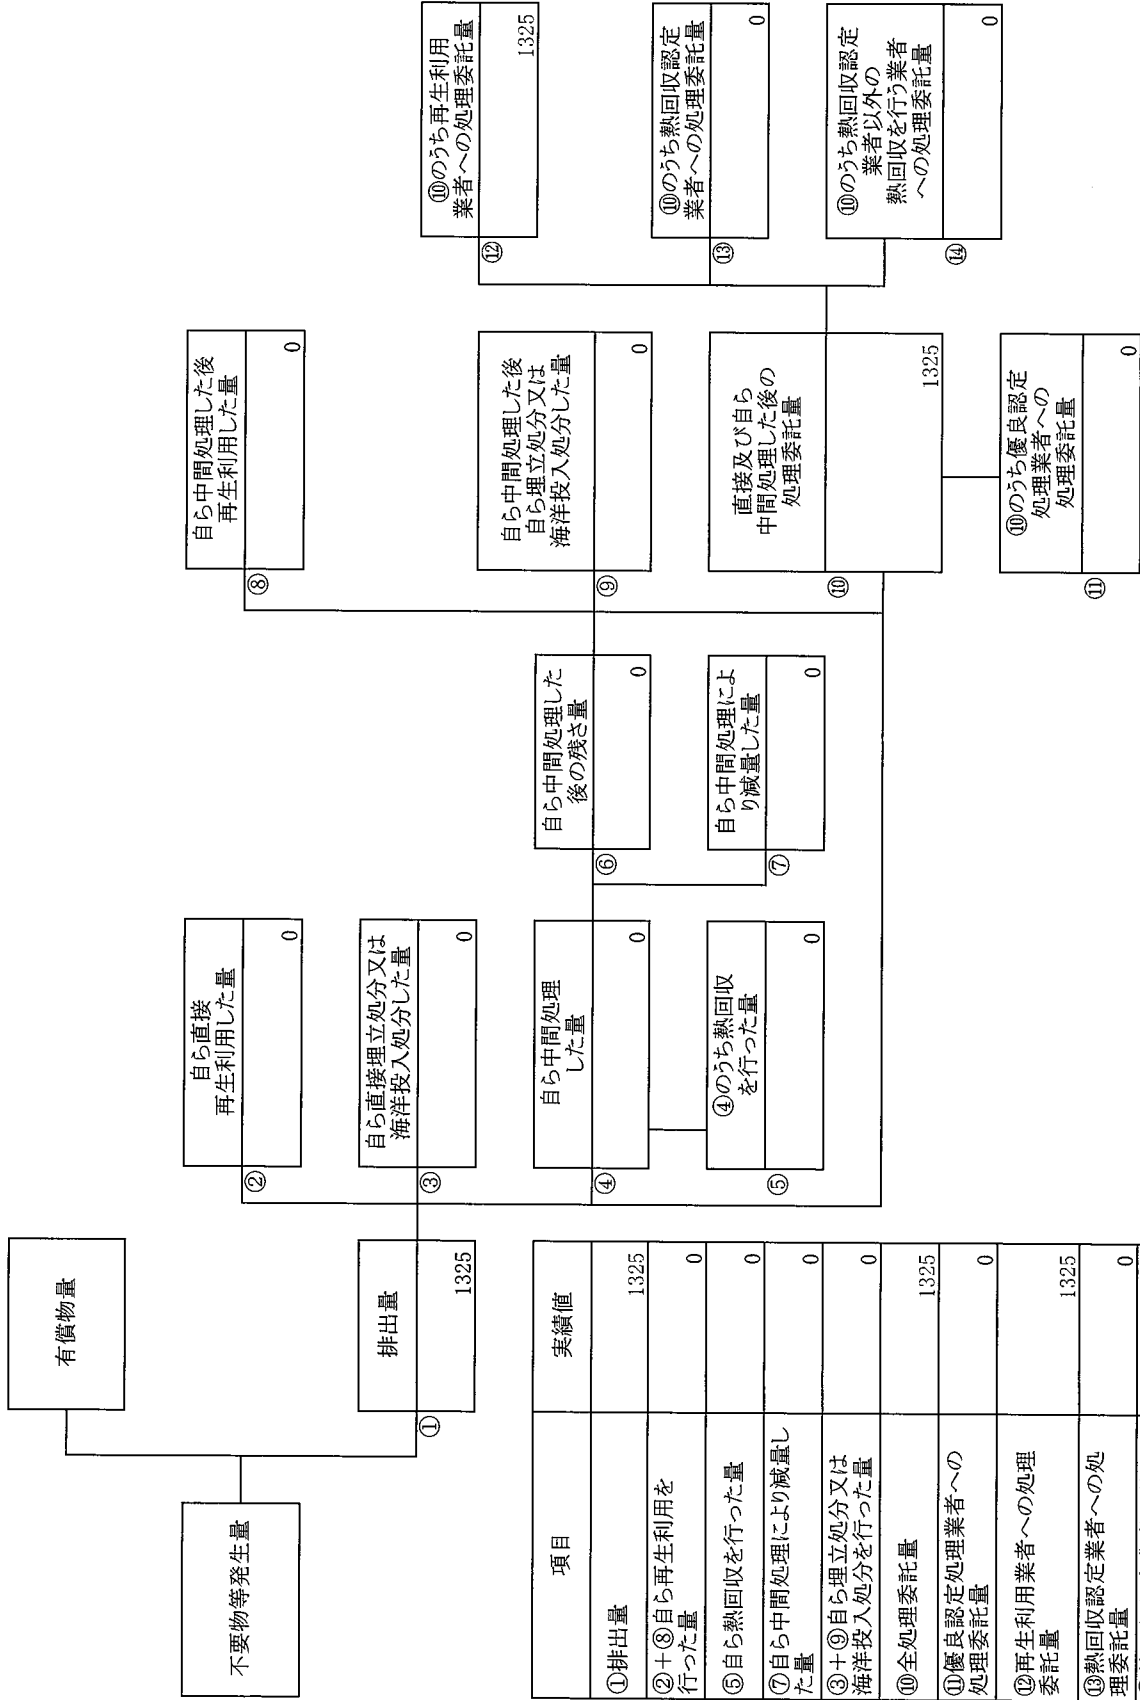 不要物等発生量
有償物量
排出量
①
1325
自ら直接
再生利用した量
②
0
自ら直接埋立処分又は
海洋投入処分した量
③
0
自ら中間処理
した量
④
0
④のうち熱回収
を行った量
⑤
0
自ら中間処理した
後の残さ量
⑥
0
自ら中間処理によ
り減量した量
⑦
0
自ら中間処理した後
再生利用した量
⑧
0
自ら中間処理した後
自ら埋立処分又は
海洋投入処分した量
⑨
0
直接及び自ら
中間処理した後の
処理委託量
⑩
1325
⑩のうち優良認定
処理業者への
処理委託量
⑪
0
⑩のうち再生利用
業者への処理委託量
⑫
1325
⑩のうち熱回収認定
業者への処理委託量
⑬
0
⑩のうち熱回収認定
業者以外の
熱回収を行う業者
への処理委託量
⑭
0
項目 実績値
①排出量 1325
②+⑧自ら再生利用を
行った量 0
⑤自ら熱回収を行った量 0
⑦自ら中間処理により減量し
た量 0
③+⑨自ら埋立処分又は
海洋投入処分を行った量 0
⑩全処理委託量 1325
⑪優良認定処理業者への
処理委託量 0
⑫再生利用業者への処理
委託量 1325
⑬熱回収認定業者への処
理委託量 0